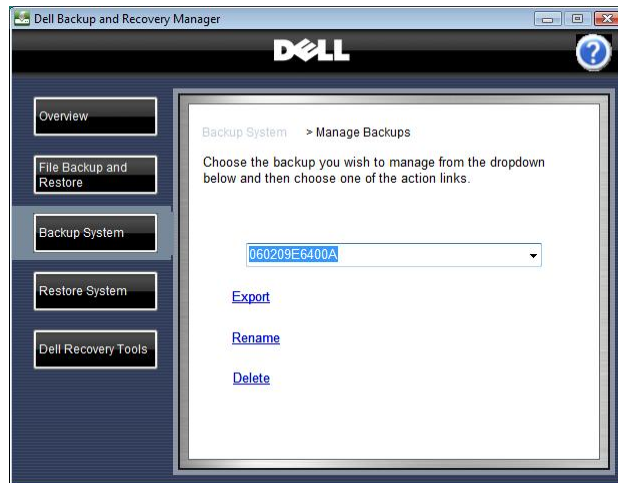 Dell Backup and Recovery Manager
DELL
?
Overview
File Backup and
Restore
Backup System
Restore System
Dell Recovery Tools
Backup System > Manage Backups
Choose the backup you wish to manage from the dropdown
below and then choose one of the action links.
060209E6400A
Export
Rename
Delete